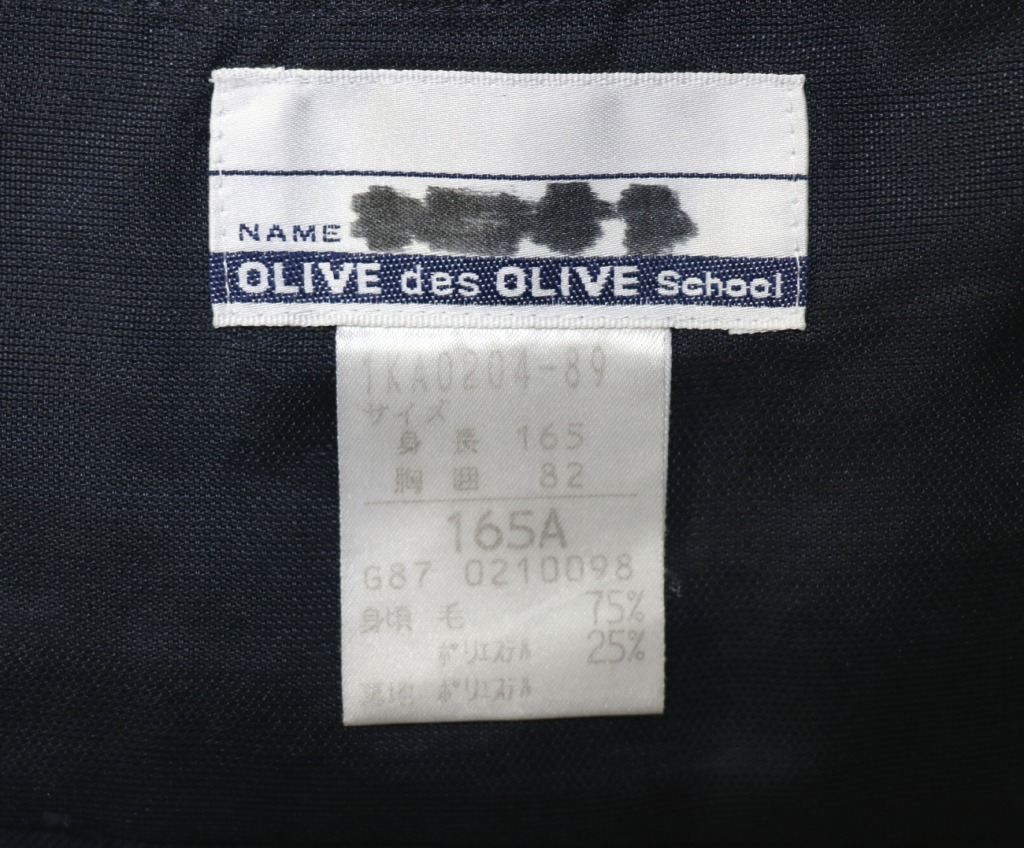 NAME
OLIVE des OLIVE School
1KA0204-89
サイズ
身長 165
胸囲 82
165A
G87 0210098
身頃 毛 75%
ポリエステル 25%
裏地 ポリエステル